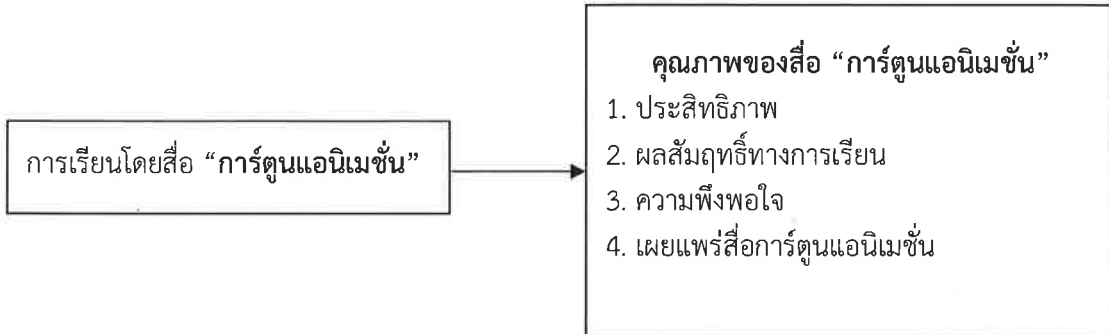 การเรียนโดยสื่อ “การ์ตูนแอนิเมชั่น”
คุณภาพของสื่อ “การ์ตูนแอนิเมชั่น”
1. ประสิทธิภาพ
2. ผลสัมฤทธิ์ทางการเรียน
3. ความพึงพอใจ
4. เผยแพร่สื่อการ์ตูนแอนิเมชั่น